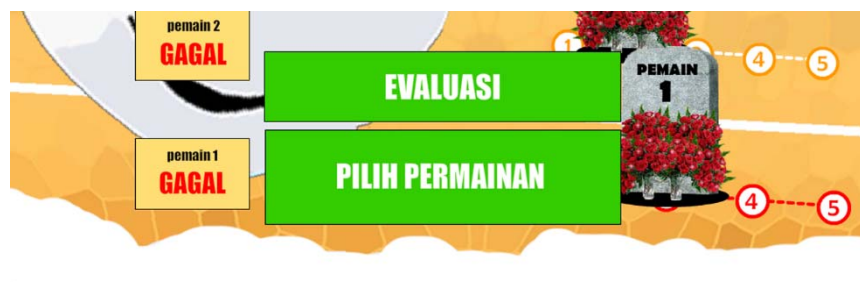 pemain 2
GAGAL
1
4
5
EVALUASI
PEMAIN
1
pemain 1
GAGAL
PILIH PERMAINAN
4
5